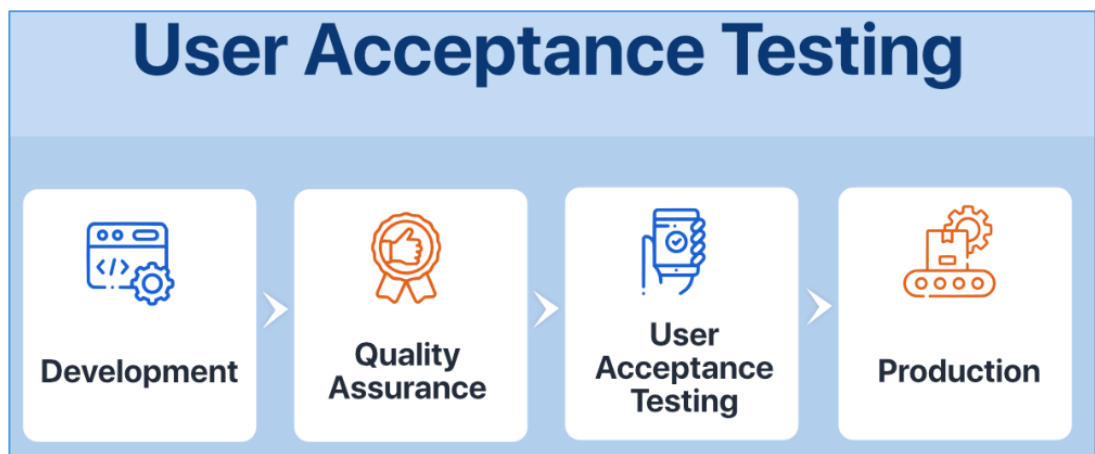 User Acceptance Testing
Development
Quality
Assurance
User
Acceptance
Testing
Production